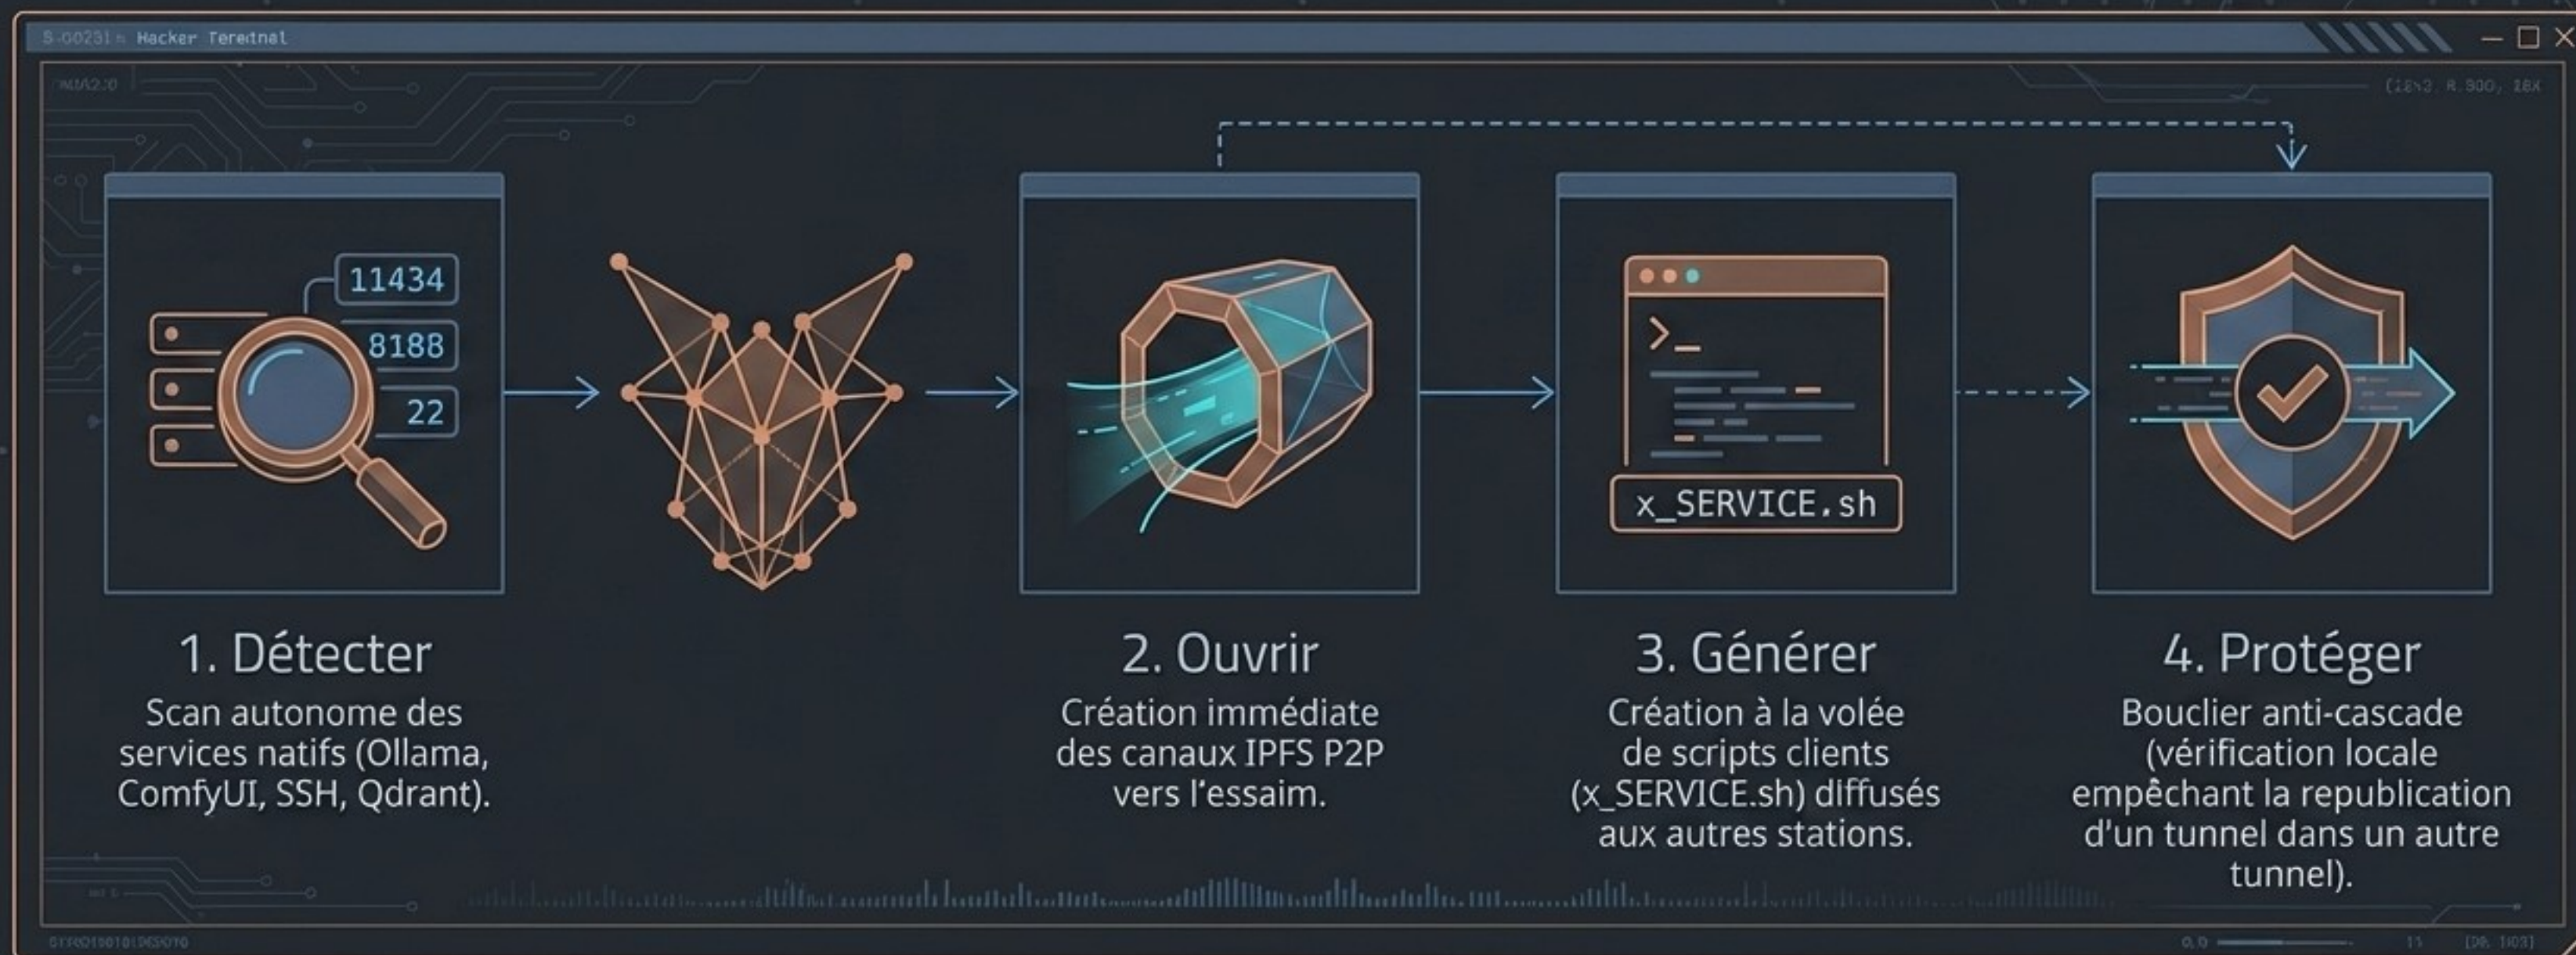 Hacker Teredtnal
11434
8188
22
>_
x_SERVICE.sh
1. Détecter
Scan autonome des
services natifs (Ollama,
ComfyUI, SSH, Qdrant).
2. Ouvrir
Création immédiate
des canaux IPFS P2P
vers l'essaim.
3. Générer
Création à la volée
de scripts clients
(x_SERVICE.sh) diffusés
aux autres stations.
4. Protéger
Bouclier anti-cascade
(vérification locale
empêchant la republication
d'un tunnel dans un autre
tunnel).